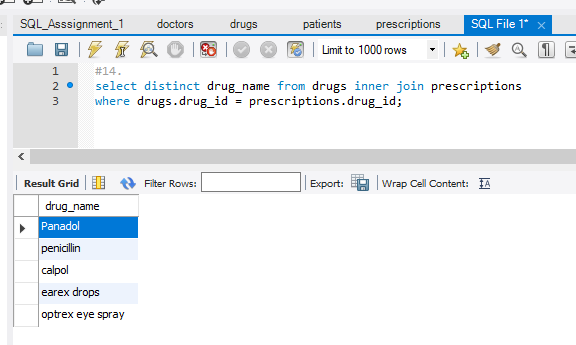 SQL_Asssignment_1 doctors drugs patients prescriptions SQL File 1*
Limit to 1000 rows
1 #14.
2 select distinct drug_name from drugs inner join prescriptions
3 where drugs.drug_id = prescriptions.drug_id;
Result Grid Filter Rows: Export: Wrap Cell Content:
drug_name
Panadol
penicillin
calpol
earex drops
optrex eye spray